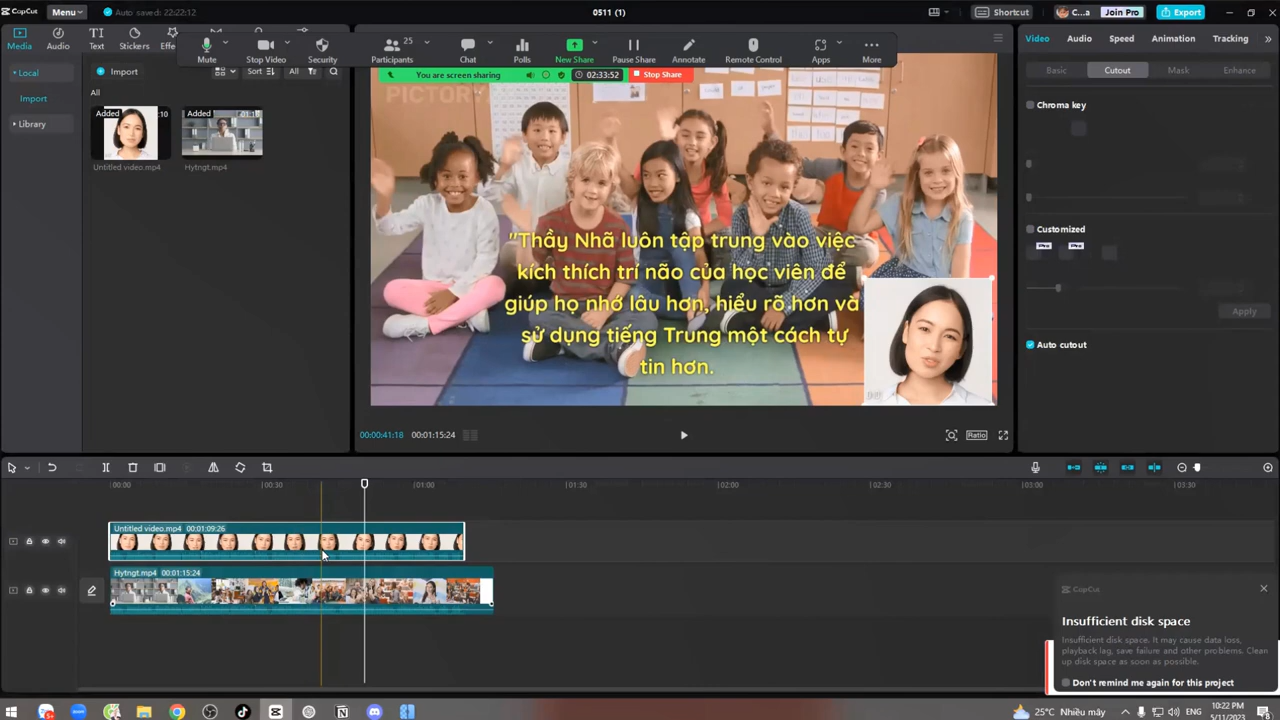 CapCut
Menu
Auto saved: 22:22:12
0511 (1)
Shortcut
C...a
Join Pro
Export
Media
Audio
Text
Stickers
Effe
Mute
Stop Video
Security
Participants
25
Chat
Polls
New Share
Pause Share
Annotate
Remote Control
Apps
More
You are screen sharing
02:33:52
Stop Share
Local
Import
Library
Import
Sort
All
All
Added
:10
Untitled video.mp4
Added
Hytngt.mp4
"Thầy Nhã luôn tập trung vào việc
kích thích trí não của học viên để
giúp họ nhớ lâu hơn, hiểu rõ hơn và
sử dụng tiếng Trung một cách tự
tin hơn.
00:00:41:18
00:01:15:24
Ratio
Video
Audio
Speed
Animation
Tracking
Basic
Cutout
Mask
Enhance
Chroma key
Customized
Pro
Pro
Apply
Auto cutout
00:00
00:30
01:00
01:30
02:00
02:30
03:00
03:30
Untitled video.mp4 00:01:09:26
Hytngt.mp4 00:01:15:24
CapCut
Insufficient disk space
Insufficient disk space. It may cause data loss,
playback lag, save failure and other problems. Clean
up disk space as soon as possible.
Don't remind me again for this project
25°C Nhiều mây
10:22 PM
5/11/2023